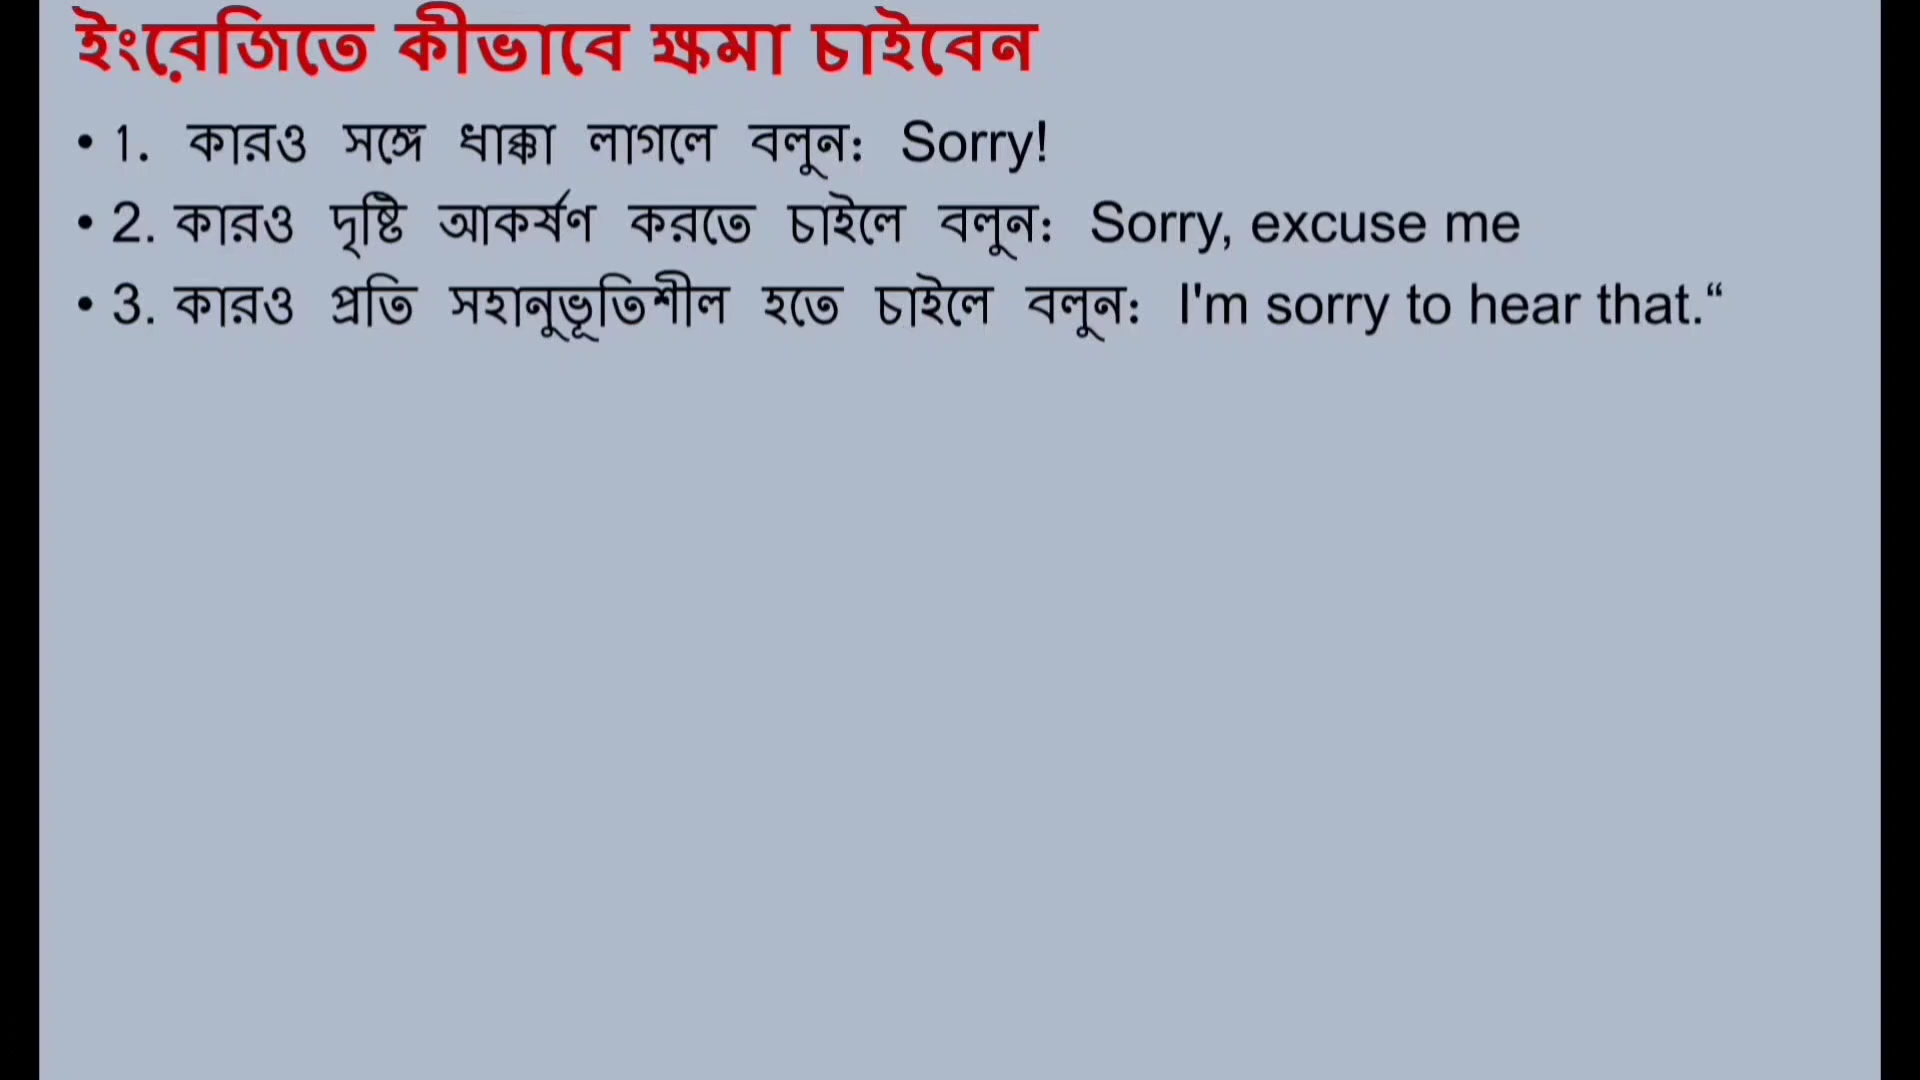 ইংরেজিতে কীভাবে ক্ষমা চাইবেন
• 1. কারও সঙ্গে ধাক্কা লাগলে বলুন: Sorry!
• 2. কারও দৃষ্টি আকর্ষণ করতে চাইলে বলুন: Sorry, excuse me
• 3. কারও প্রতি সহানুভূতিশীল হতে চাইলে বলুন: I'm sorry to hear that.“